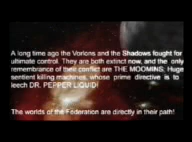 A long time ago the Vorlons and the Shadows fought for
ultimate control. They are both extinct now, and the only
remembrance of their conflict are THE MOOMINS; Huge
sentient killing machines, whose prime directive is to
leech DR. PEPPER LIQUID!
The worlds of the Federation are directly in their path!